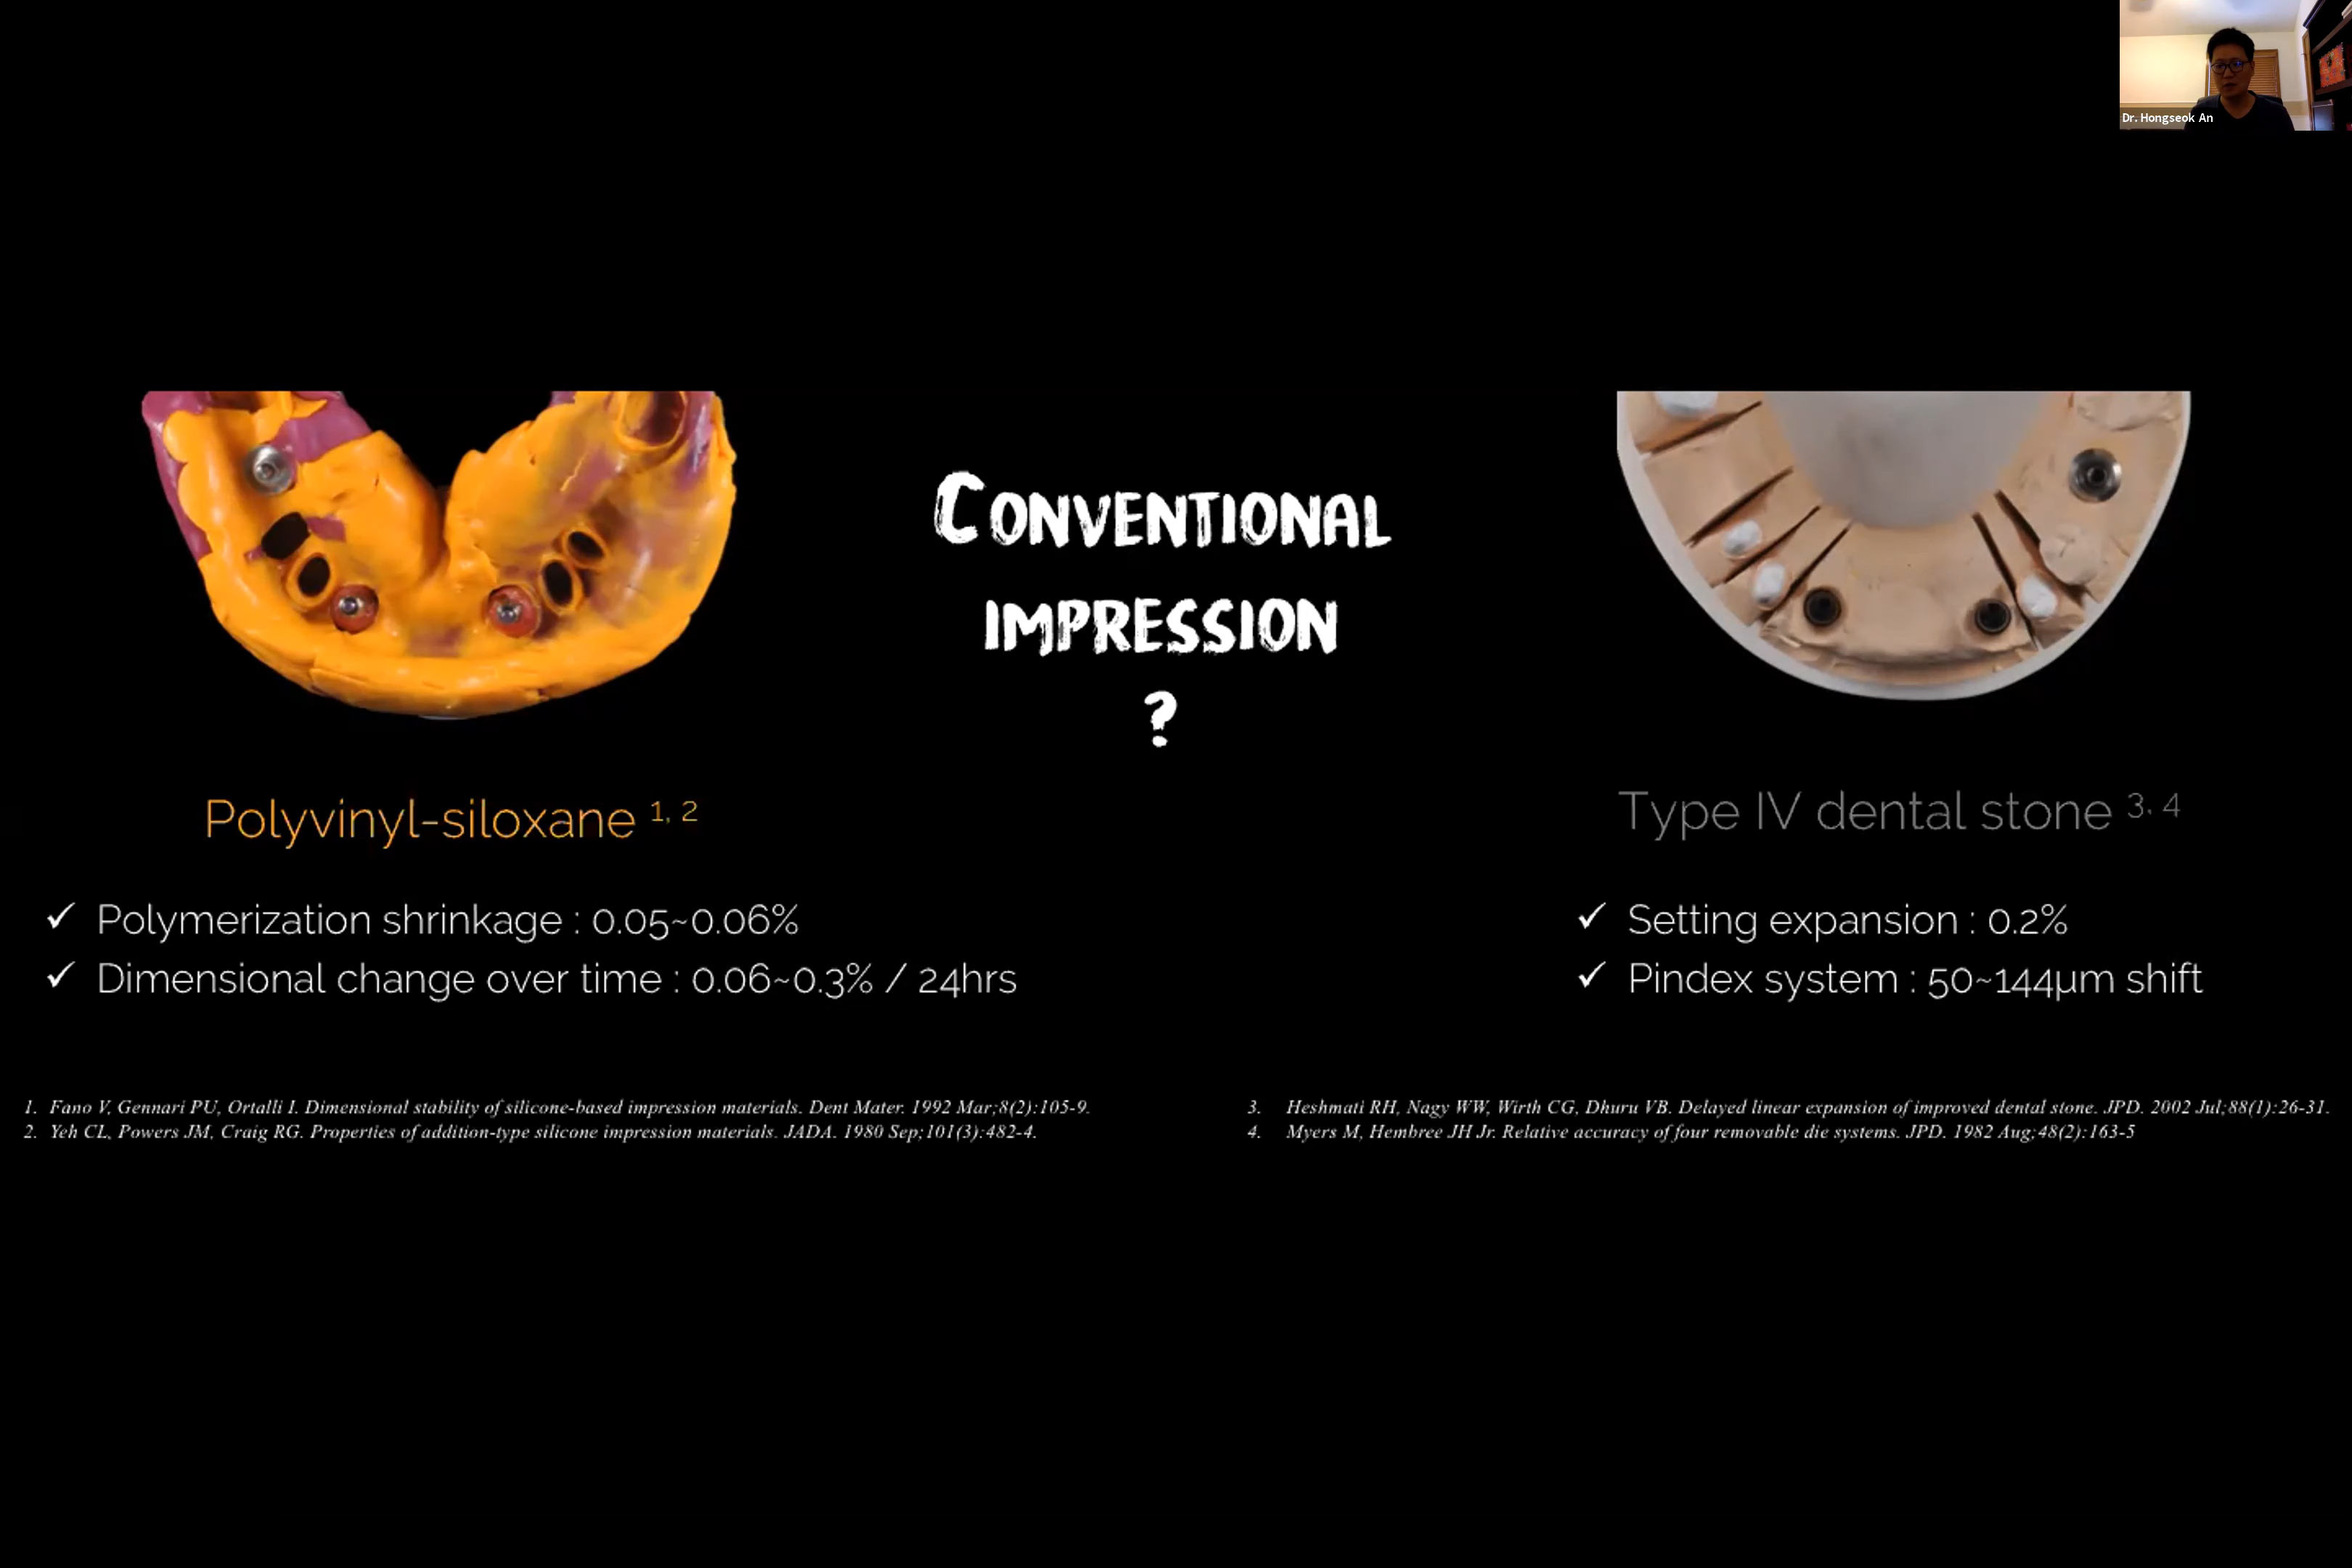 Dr. Hongseok An
CONVENTIONAL
IMPRESSION
?
Polyvinyl-siloxane 1, 2
✓ Polymerization shrinkage : 0.05~0.06%
✓ Dimensional change over time : 0.06~0.3% / 24hrs
Type IV dental stone 3, 4
✓ Setting expansion : 0.2%
✓ Pindex system : 50~144µm shift
1. Fano V, Gennari PU, Ortalli I. Dimensional stability of silicone-based impression materials. Dent Mater. 1992 Mar;8(2):105-9.
2. Yeh CL, Powers JM, Craig RG. Properties of addition-type silicone impression materials. JADA. 1980 Sep;101(3):482-4.
3. Heshmati RH, Nagy WW, Wirth CG, Dhuru VB. Delayed linear expansion of improved dental stone. JPD. 2002 Jul;88(1):26-31.
4. Myers M, Hembree JH Jr. Relative accuracy of four removable die systems. JPD. 1982 Aug;48(2):163-5